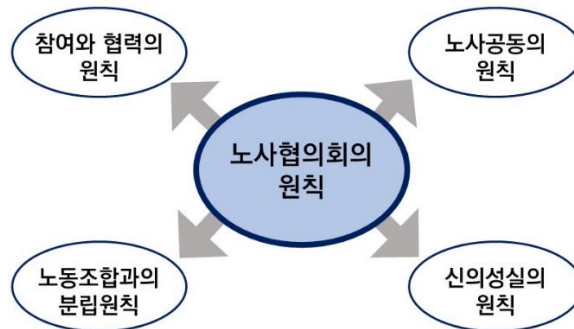 참여와 협력의
원칙
노사공동의
원칙
노사협의회의
원칙
노동조합과의
분립원칙
신의성실의
원칙